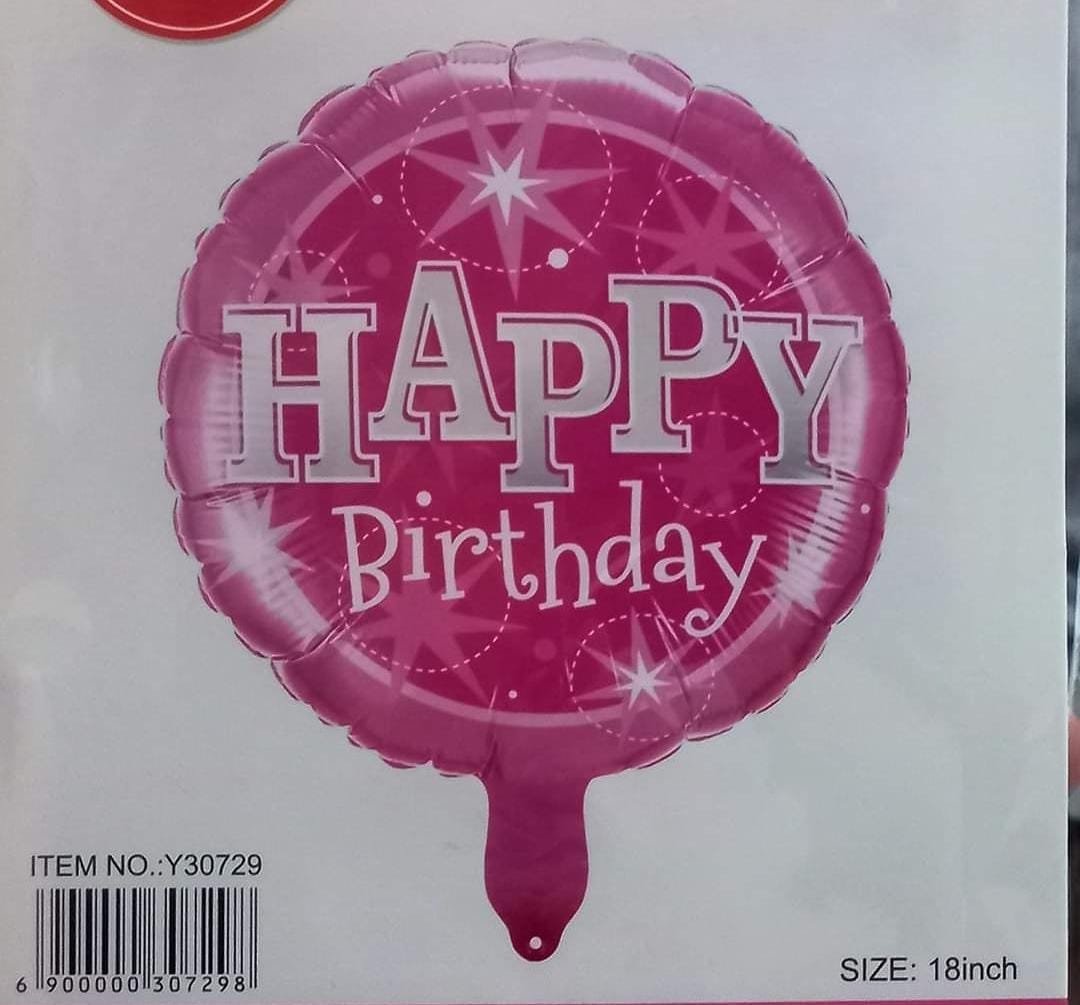 HAPPY
Birthday
ITEM NO.:Y30729
6 900000 307298
SIZE: 18inch